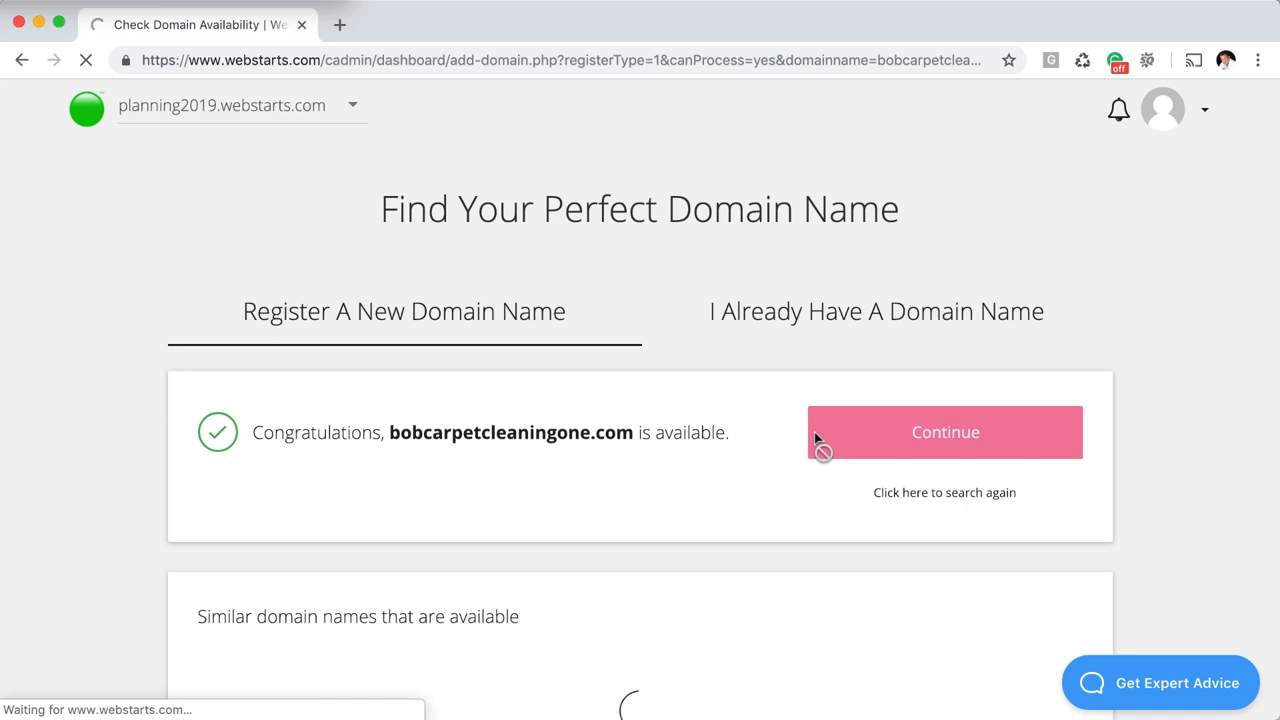 Check Domain Availability | We
https://www.webstarts.com/cadmin/dashboard/add-domain.php?registerType=1&canProcess=yes&domainname=bobcarpetclea...
G
off
planning2019.webstarts.com
Find Your Perfect Domain Name
Register A New Domain Name
I Already Have A Domain Name
Congratulations, bobcarpetcleaningone.com is available.
Continue
Click here to search again
Similar domain names that are available
Get Expert Advice
Waiting for www.webstarts.com...